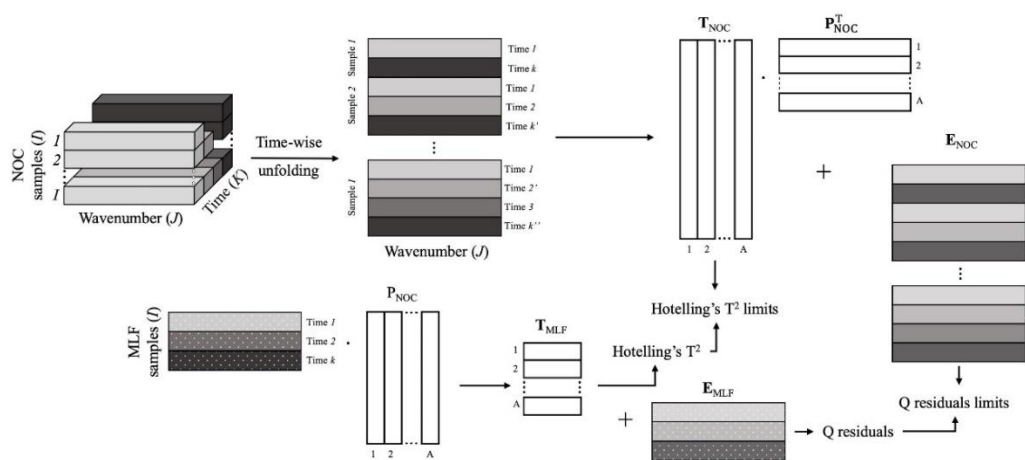 NOC
samples (I)
1
2
I
Wavenumber (J)
Time (K)
Time-wise
unfolding
Sample 1
Sample 2
Sample I
Time 1
Time k
Time 1
Time 2
Time k'
Time 1
Time 2'
Time 3
Time k''
Wavenumber (J)
T_NOC
1 2 A
P^T_NOC
1
2
A
+
E_NOC
Hotelling's T² limits
MLF
samples (I)
Time 1
Time 2
Time k
P_NOC
1 2 A
T_MLF
1
2
A
Hotelling's T²
+
E_MLF
Q residuals
Q residuals limits